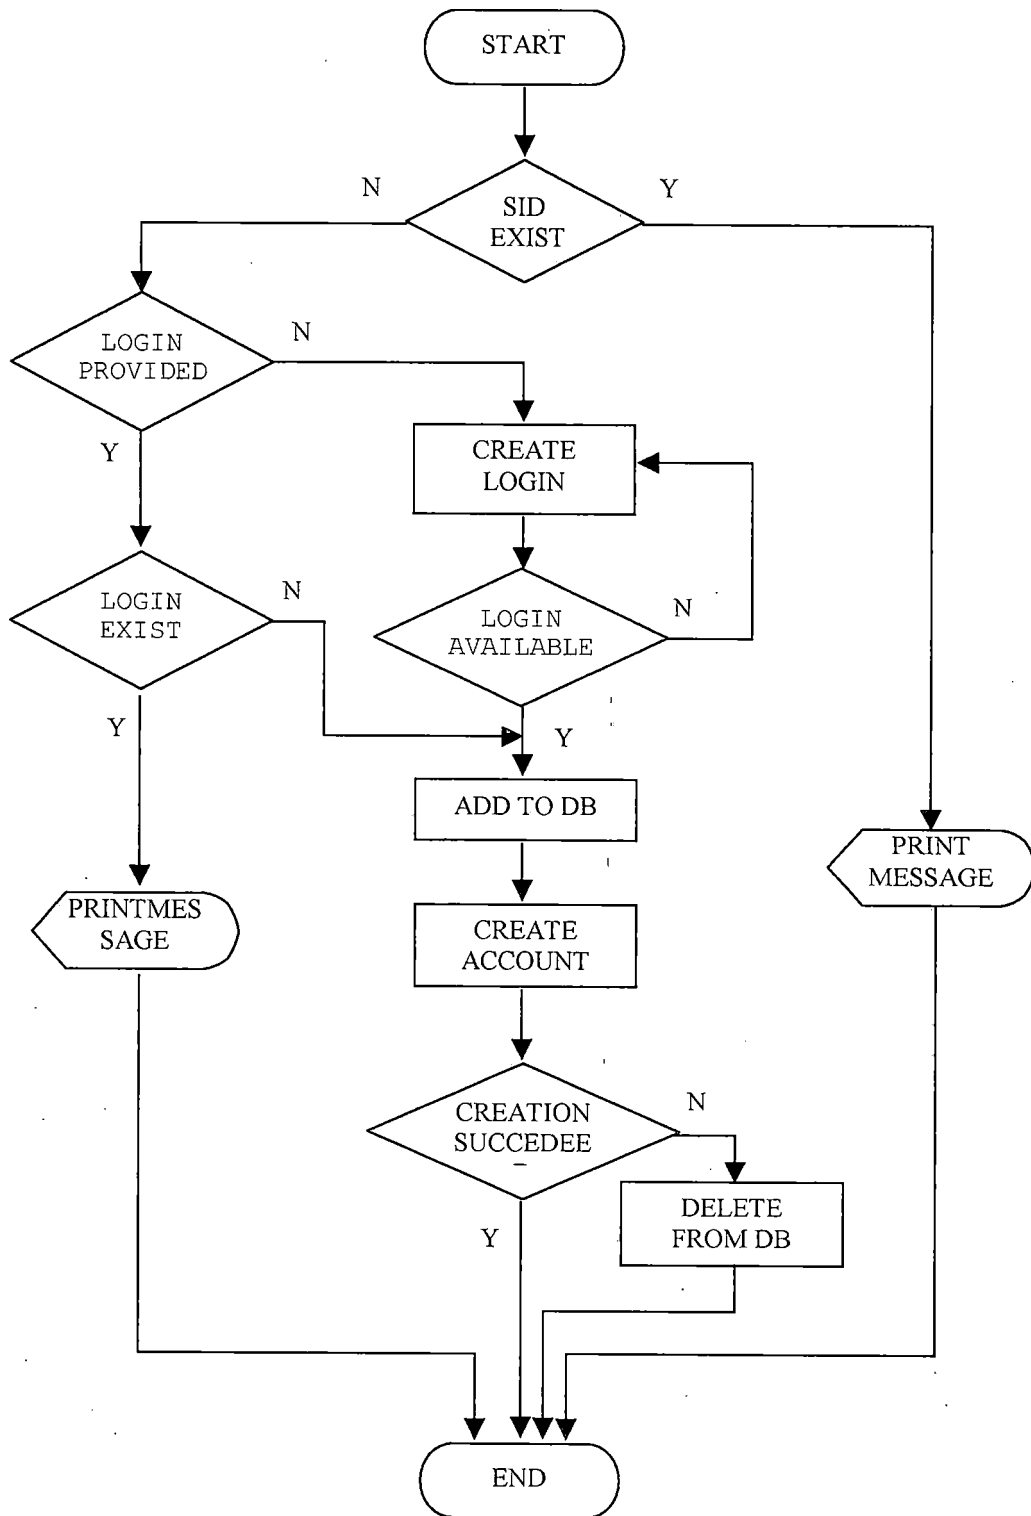 START
N
Y
SID
EXIST
LOGIN
PROVIDED
N
Y
CREATE
LOGIN
LOGIN
EXIST
N
LOGIN
AVAILABLE
N
Y
Y
ADD TO DB
PRINT
MESSAGE
PRINTMES
SAGE
CREATE
ACCOUNT
CREATION
SUCCEDEE
N
Y
DELETE
FROM DB
END